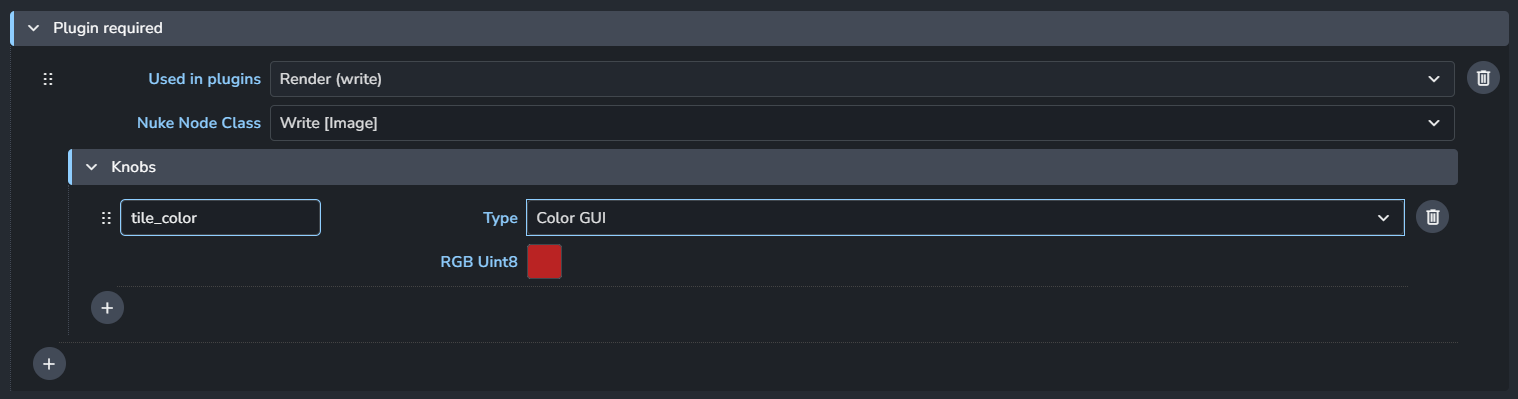 Plugin required
Used in plugins Render (write)
Nuke Node Class Write [Image]
Knobs
tile_color Type Color GUI
RGB Uint8